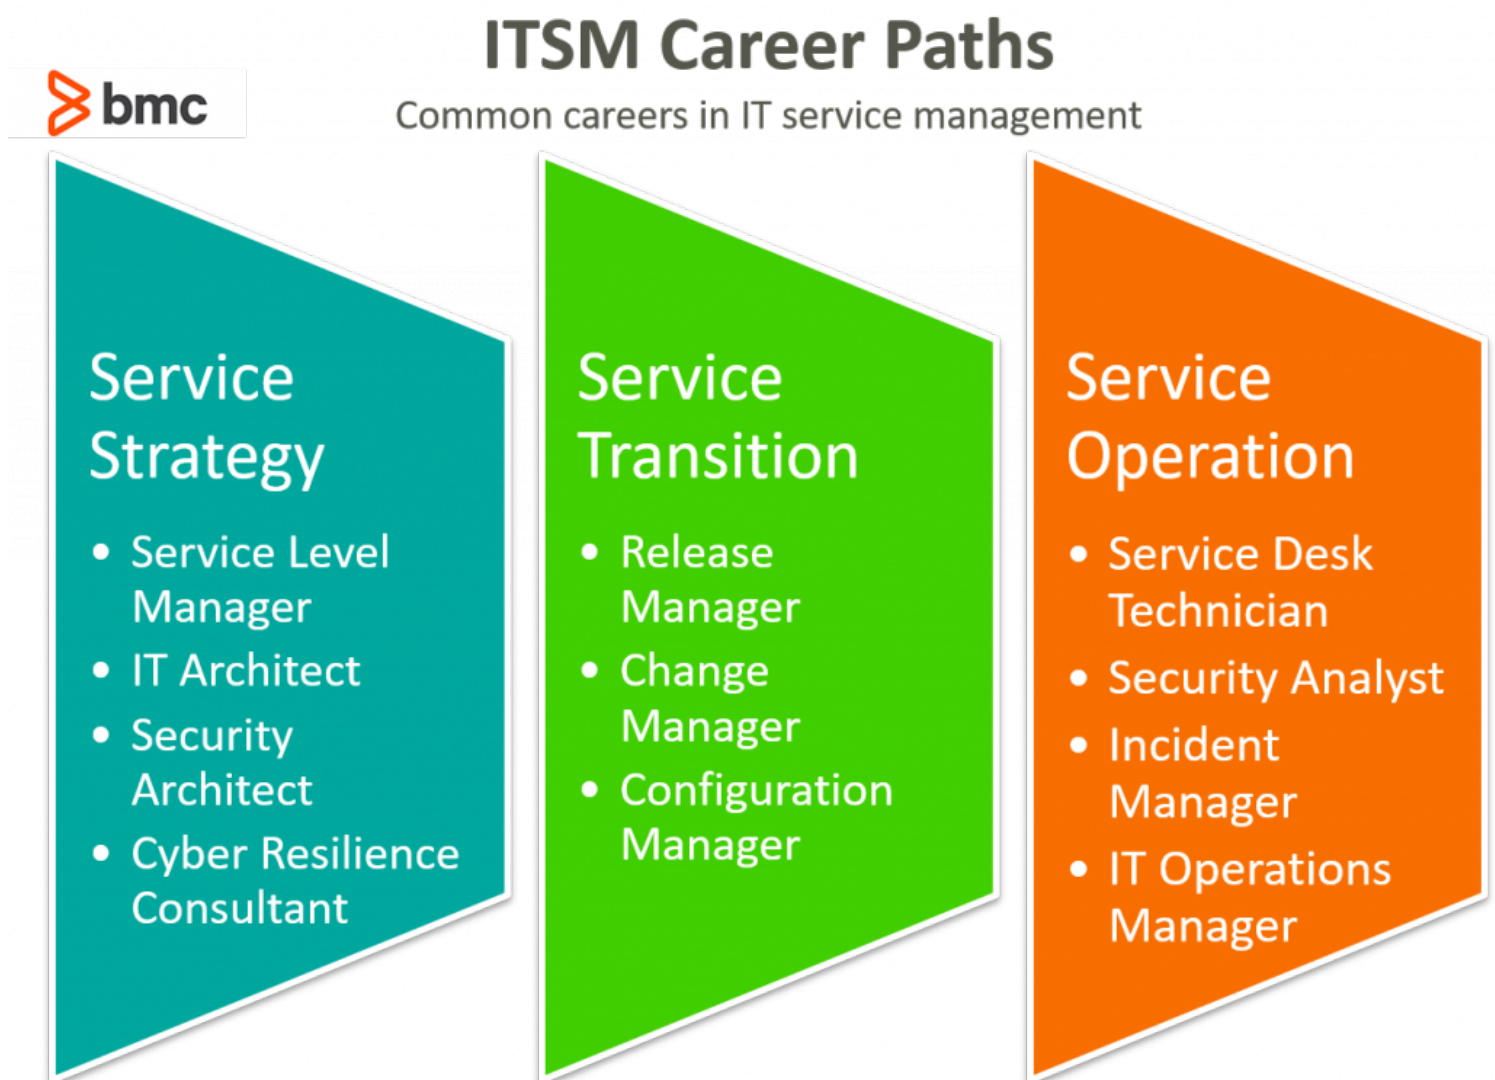 ITSM Career Paths
bmc
Common careers in IT service management
Service
Strategy
• Service Level
Manager
• IT Architect
• Security
Architect
• Cyber Resilience
Consultant
Service
Transition
• Release
Manager
• Change
Manager
• Configuration
Manager
Service
Operation
• Service Desk
Technician
• Security Analyst
• Incident
Manager
• IT Operations
Manager